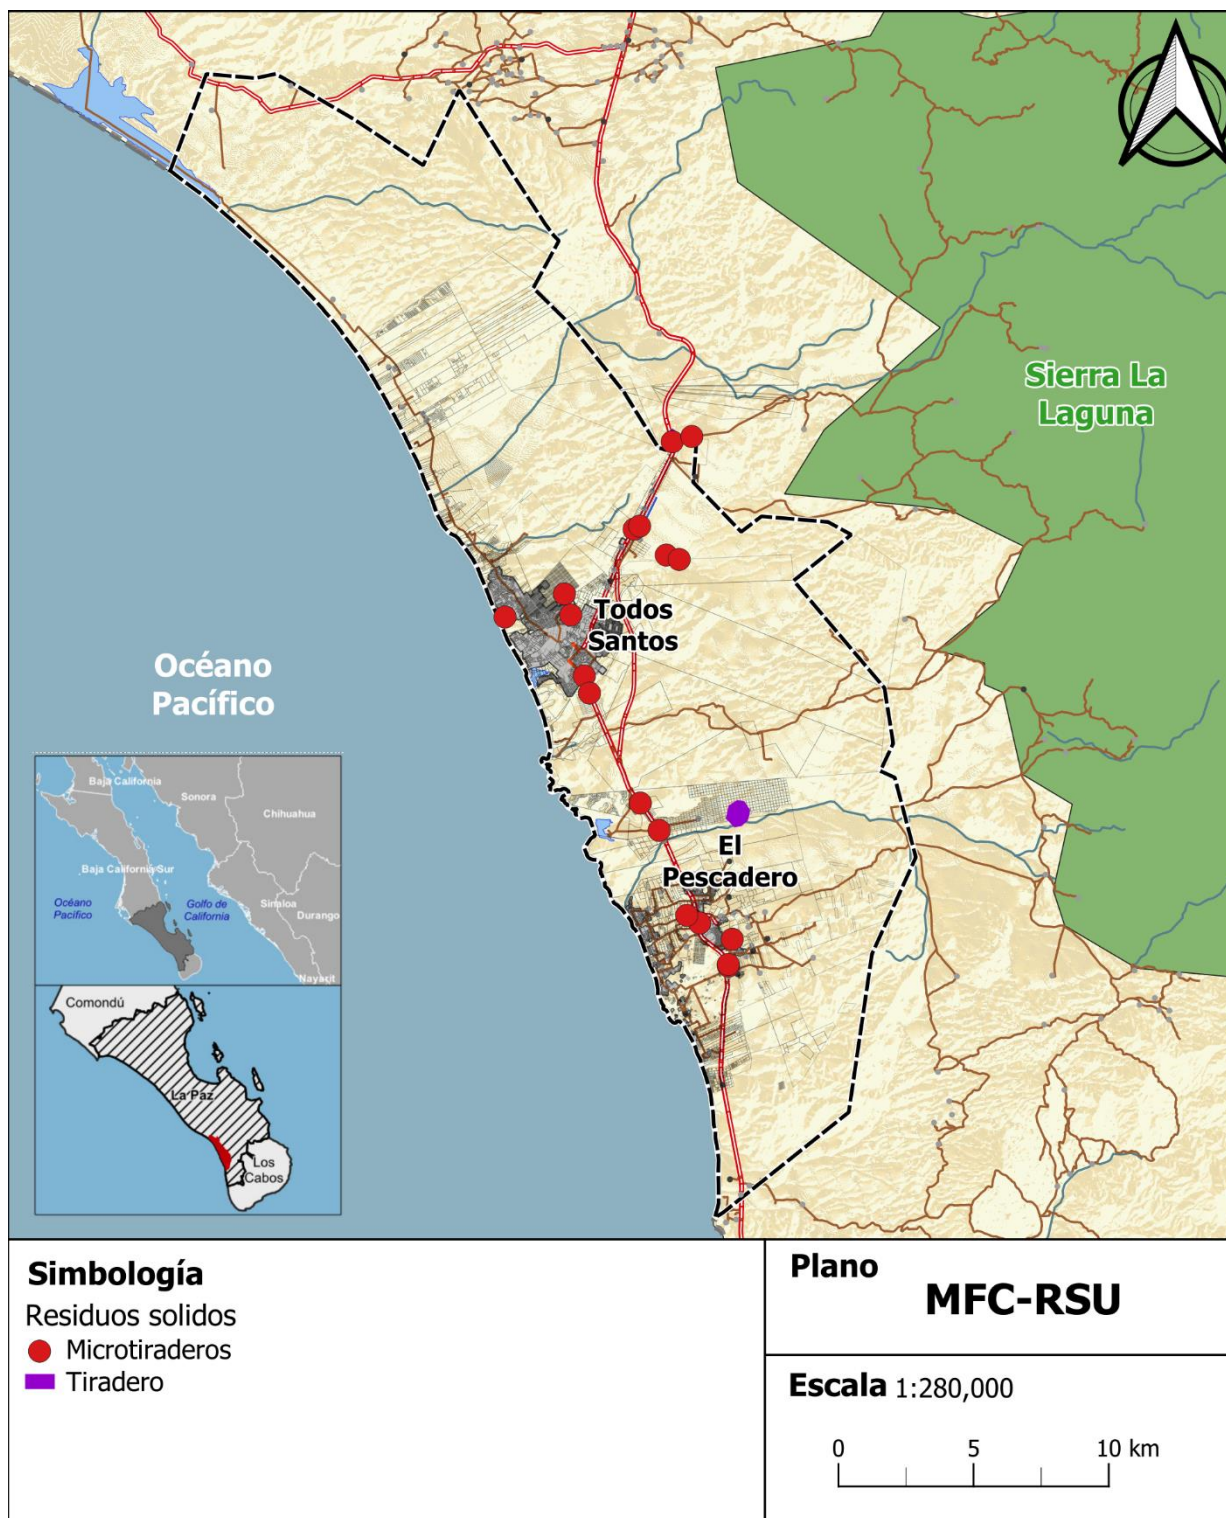 Sierra La
Laguna
Todos
Santos
Océano
Pacífico
El
Pescadero
Baja California
Sonora
Chihuahua
Baja California Sur
Océano
Pacífico
Golfo de
California
Sinaloa
Durango
Nayarit
Comondú
La Paz
Los
Cabos
Simbología
Residuos solidos
Microtiraderos
Tiradero
Plano
MFC-RSU
Escala 1:280,000
0 5 10 km